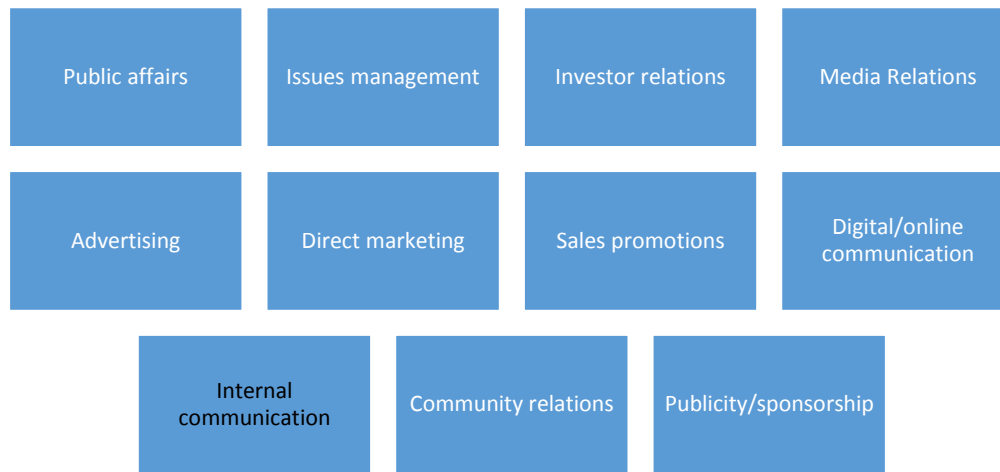 Public affairs
Issues management
Investor relations
Media Relations
Advertising
Direct marketing
Sales promotions
Digital/online
communication
Internal
communication
Community relations
Publicity/sponsorship